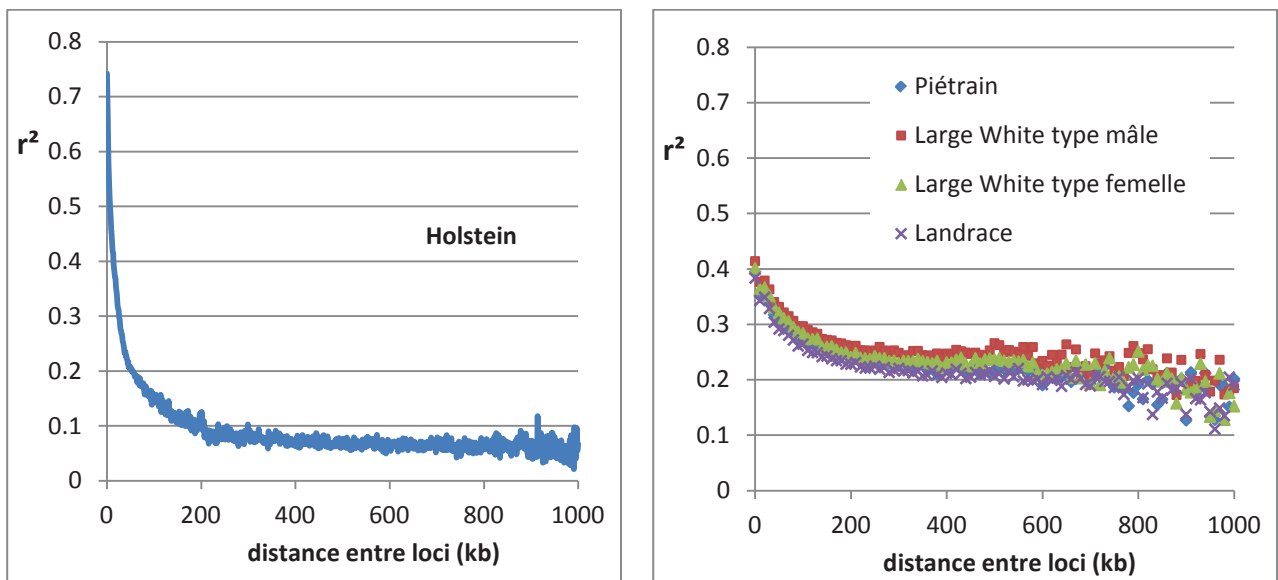 0.8
0.7
0.6
r²
0.5
0.4
0.3
0.2
0.1
0
Holstein
0 200 400 600 800 1000
distance entre loci (kb)
0.8
0.7
0.6
r²
0.5
0.4
0.3
0.2
0.1
0
Piétrain
Large White type mâle
Large White type femelle
Landrace
0 200 400 600 800 1000
distance entre loci (kb)